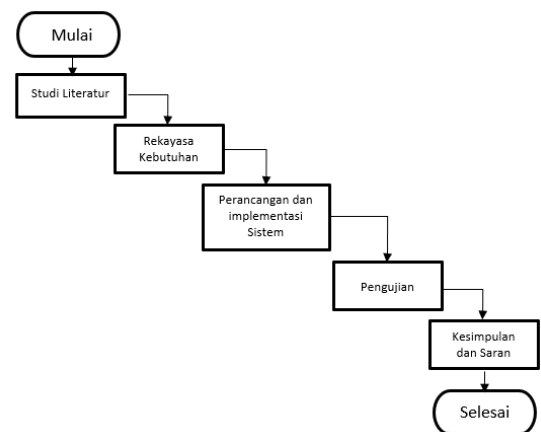 Mulai
Studi Literatur
Rekayasa
Kebutuhan
Perancangan dan
implementasi
Sistem
Pengujian
Kesimpulan
dan Saran
Selesai